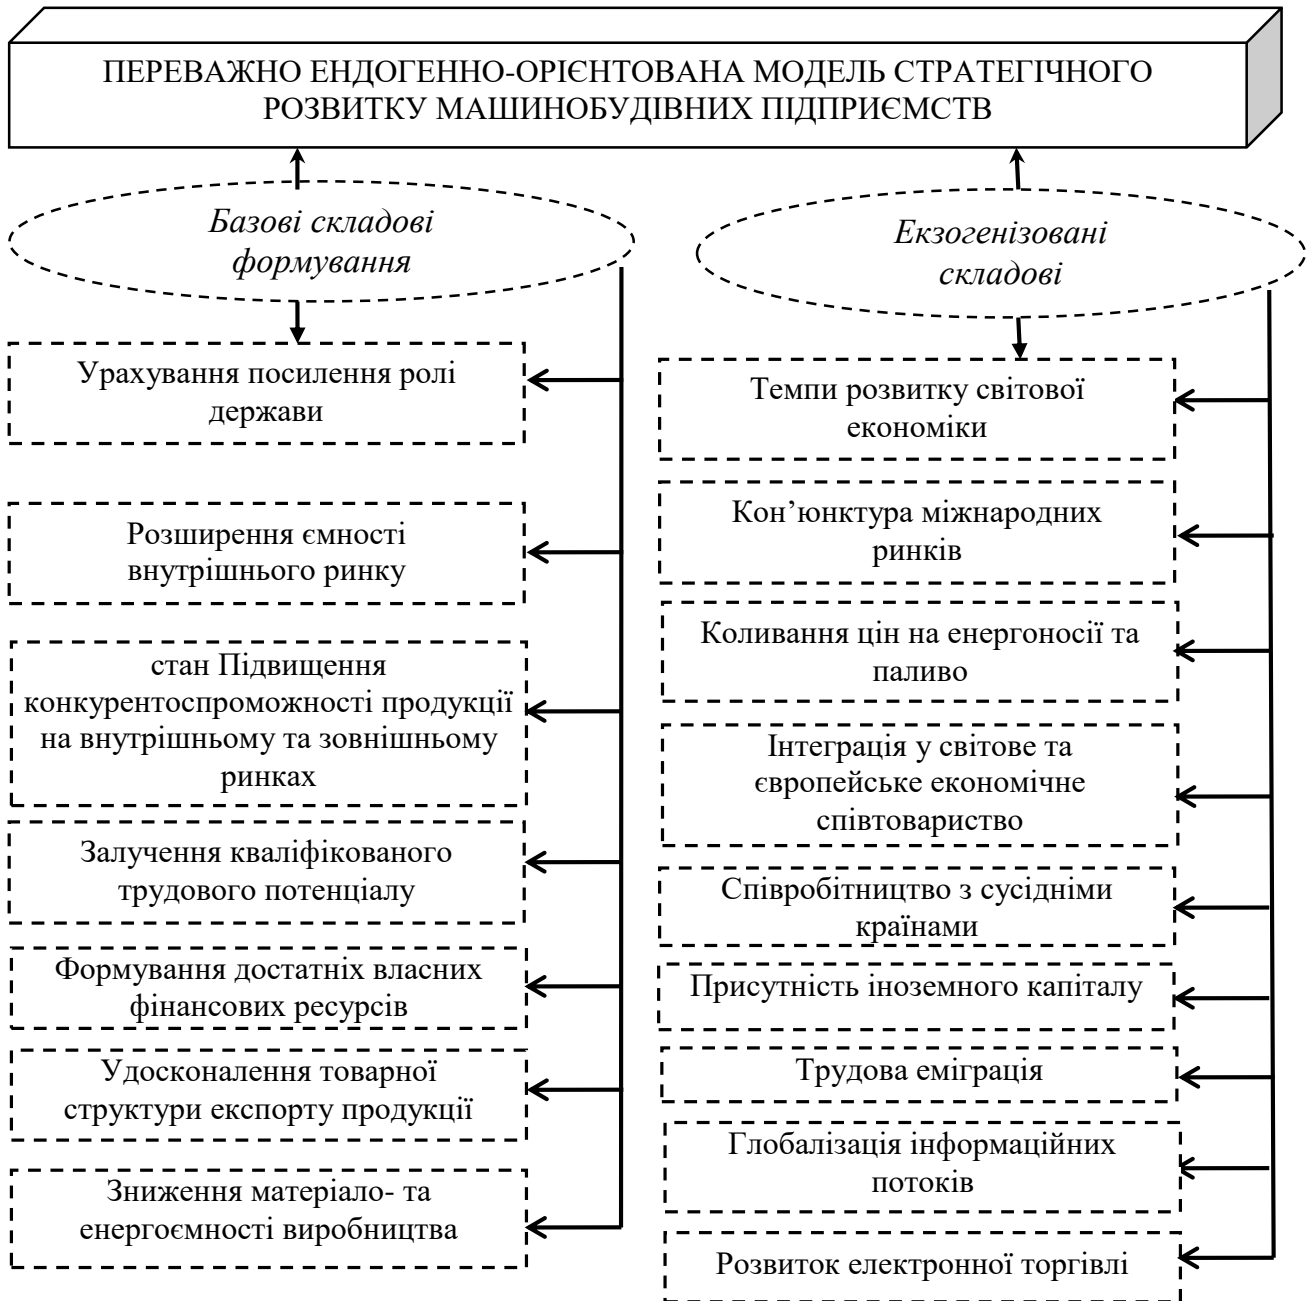 ПЕРЕВАЖНО ЕНДОГЕННО-ОРІЄНТОВАНА МОДЕЛЬ СТРАТЕГІЧНОГО
РОЗВИТКУ МАШИНОБУДІВНИХ ПІДПРИЄМСТВ
Базові складові
формування
Урахування посилення ролі
держави
Розширення ємності
внутрішнього ринку
стан Підвищення
конкурентоспроможності продукції
на внутрішньому та зовнішньому
ринках
Залучення кваліфікованого
трудового потенціалу
Формування достатніх власних
фінансових ресурсів
Удосконалення товарної
структури експорту продукції
Зниження матеріало- та
енергоємності виробництва
Екзогенізовані
складові
Темпи розвитку світової
економіки
Кон’юнктура міжнародних
ринків
Коливання цін на енергоносії та
паливо
Інтеграція у світове та
європейське економічне
співтовариство
Співробітництво з сусідніми
країнами
Присутність іноземного капіталу
Трудова еміграція
Глобалізація інформаційних
потоків
Розвиток електронної торгівлі